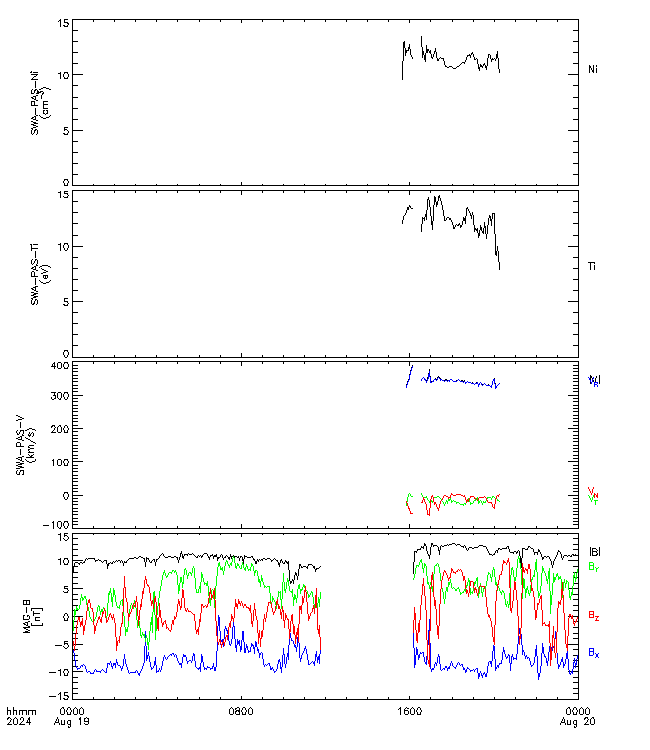 15
10
5
0
SWA-PAS-Ni
(cm⁻³)
Ni
15
10
5
0
SWA-PAS-Ti
(eV)
Ti
400
300
200
100
0
-100
SWA-PAS-V
(km/s)
V_N
V_T
15
10
5
0
-5
-10
-15
MAG-B
[nT]
|B|
B_Y
B_Z
B_X
hhmm 0000 0800 1600 0000
2024 Aug 19 Aug 20